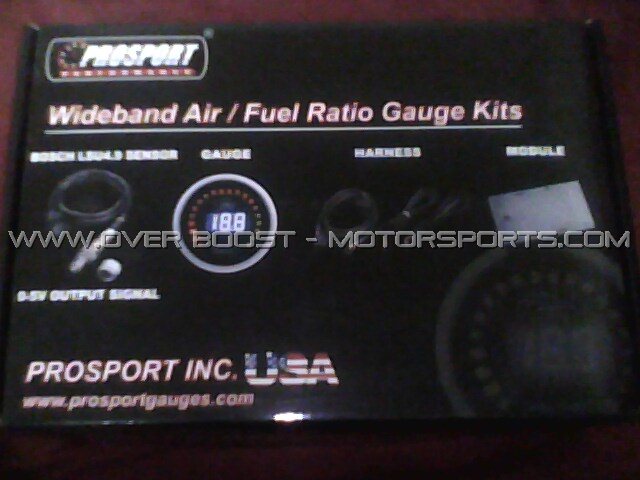 PROSPORT
PERFORMANCE
Wideband Air / Fuel Ratio Gauge Kits
BOSCH LSU4.9 SENSOR GAUGE HARNESS MODULE
188
WWW.OVER BOOST - MOTORSPORTS.COM
0-5V OUTPUT SIGNAL
PROSPORT INC. USA
www.prosportgauges.com